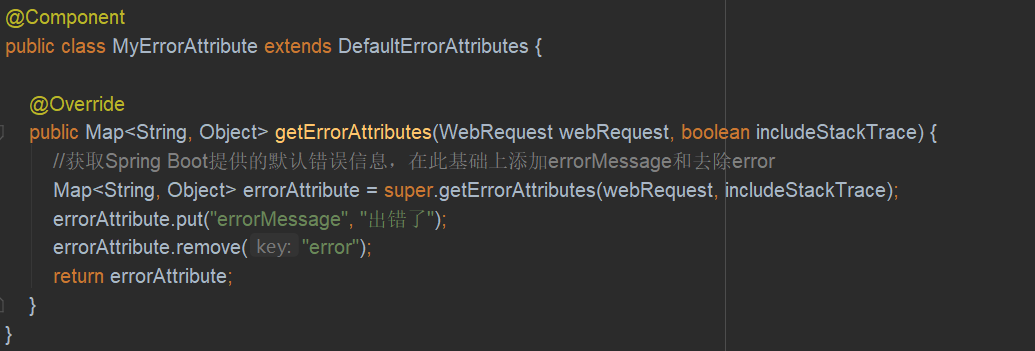 @Component
public class MyErrorAttribute extends DefaultErrorAttributes {
@Override
public Map<String, Object> getErrorAttributes(WebRequest webRequest, boolean includeStackTrace) {
//获取Spring Boot提供的默认错误信息，在此基础上添加errorMessage和去除error
Map<String, Object> errorAttribute = super.getErrorAttributes(webRequest, includeStackTrace);
errorAttribute.put("errorMessage", "出错了");
errorAttribute.remove( key: "error");
return errorAttribute;
}
}